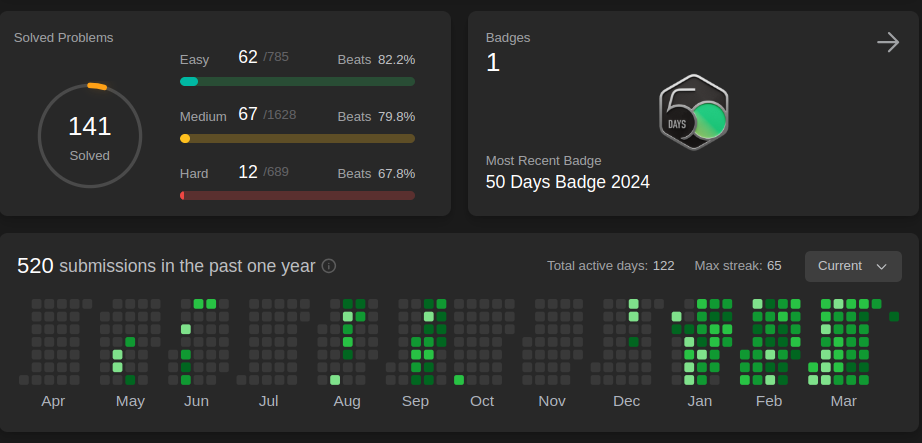 Solved Problems
141
Solved
Easy 62 /785 Beats 82.2%
Medium 67 /1628 Beats 79.8%
Hard 12 /689 Beats 67.8%
Badges
1
50
DAYS
Most Recent Badge
50 Days Badge 2024
520 submissions in the past one year
Total active days: 122 Max streak: 65 Current
Apr May Jun Jul Aug Sep Oct Nov Dec Jan Feb Mar